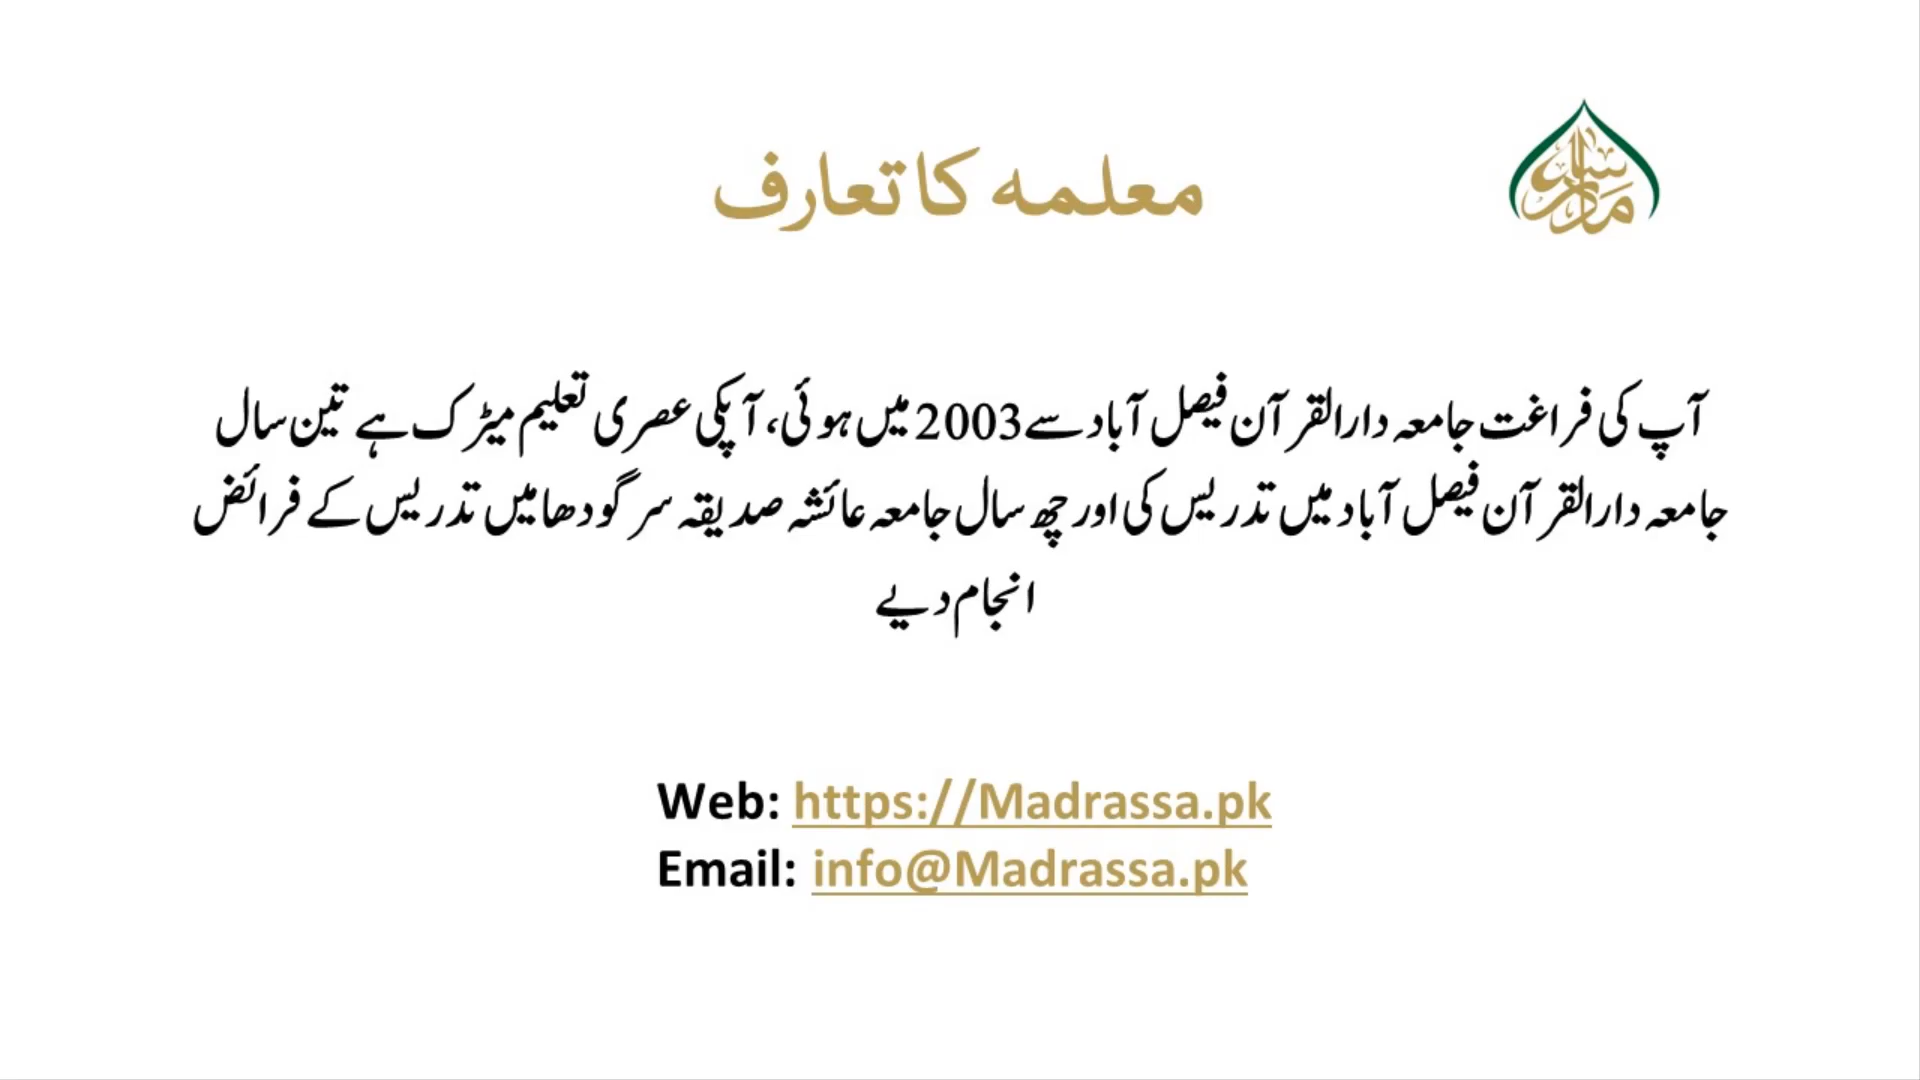 معلمہ کا تعارف
مدرسہ
آپ کی فراغت جامعہ دارالقرآن فیصل آباد سے 2003 میں ہوئی، آپکی عصری تعلیم میٹرک ہے تین سال
جامعہ دارالقرآن فیصل آباد میں تدریس کی اور چھ سال جامعہ عائشہ صدیقہ سرگودھا میں تدریس کے فرائض
انجام دیے
Web: https://Madrassa.pk
Email: info@Madrassa.pk